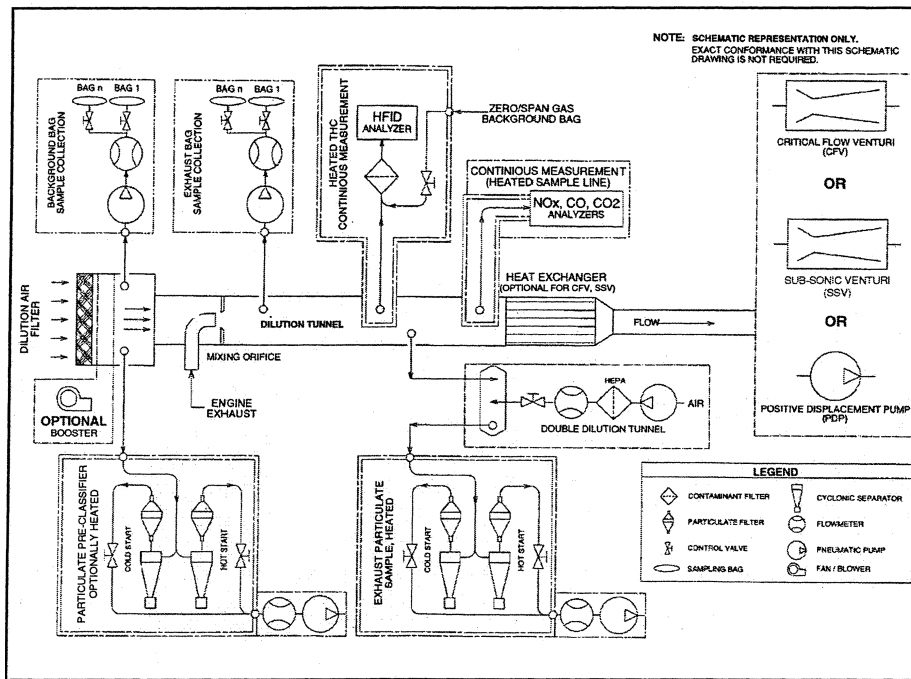 NOTE: SCHEMATIC REPRESENTATION ONLY.
EXACT CONFORMANCE WITH THIS SCHEMATIC
DRAWING IS NOT REQUIRED.
BACKGROUND BAG
SAMPLE COLLECTION
BAG n BAG 1
EXHAUST BAG
SAMPLE COLLECTION
BAG n BAG 1
HEATED THC
CONTINIOUS MEASUREMENT
HFID
ANALYZER
ZERO/SPAN GAS
BACKGROUND BAG
CONTINIOUS MEASUREMENT
(HEATED SAMPLE LINE)
NOx, CO, CO2
ANALYZERS
CRITICAL FLOW VENTURI
(CFV)
OR
SUB-SONIC VENTURI
(SSV)
OR
POSITIVE DISPLACEMENT PUMP
(PDP)
DILUTION AIR
FILTER
DILUTION TUNNEL
HEAT EXCHANGER
(OPTIONAL FOR CFV, SSV)
FLOW
MIXING ORIFICE
ENGINE
EXHAUST
OPTIONAL
BOOSTER
HEPA
AIR
DOUBLE DILUTION TUNNEL
PARTICULATE PRE-CLASSIFIER
OPTIONALLY HEATED
COLD START
HOT START
EXHAUST PARTICULATE
SAMPLE, HEATED
COLD START
HOT START
LEGEND
CONTAMINANT FILTER
PARTICULATE FILTER
CONTROL VALVE
SAMPLING BAG
CYCLONIC SEPARATOR
FLOWMETER
PNEUMATIC PUMP
FAN / BLOWER